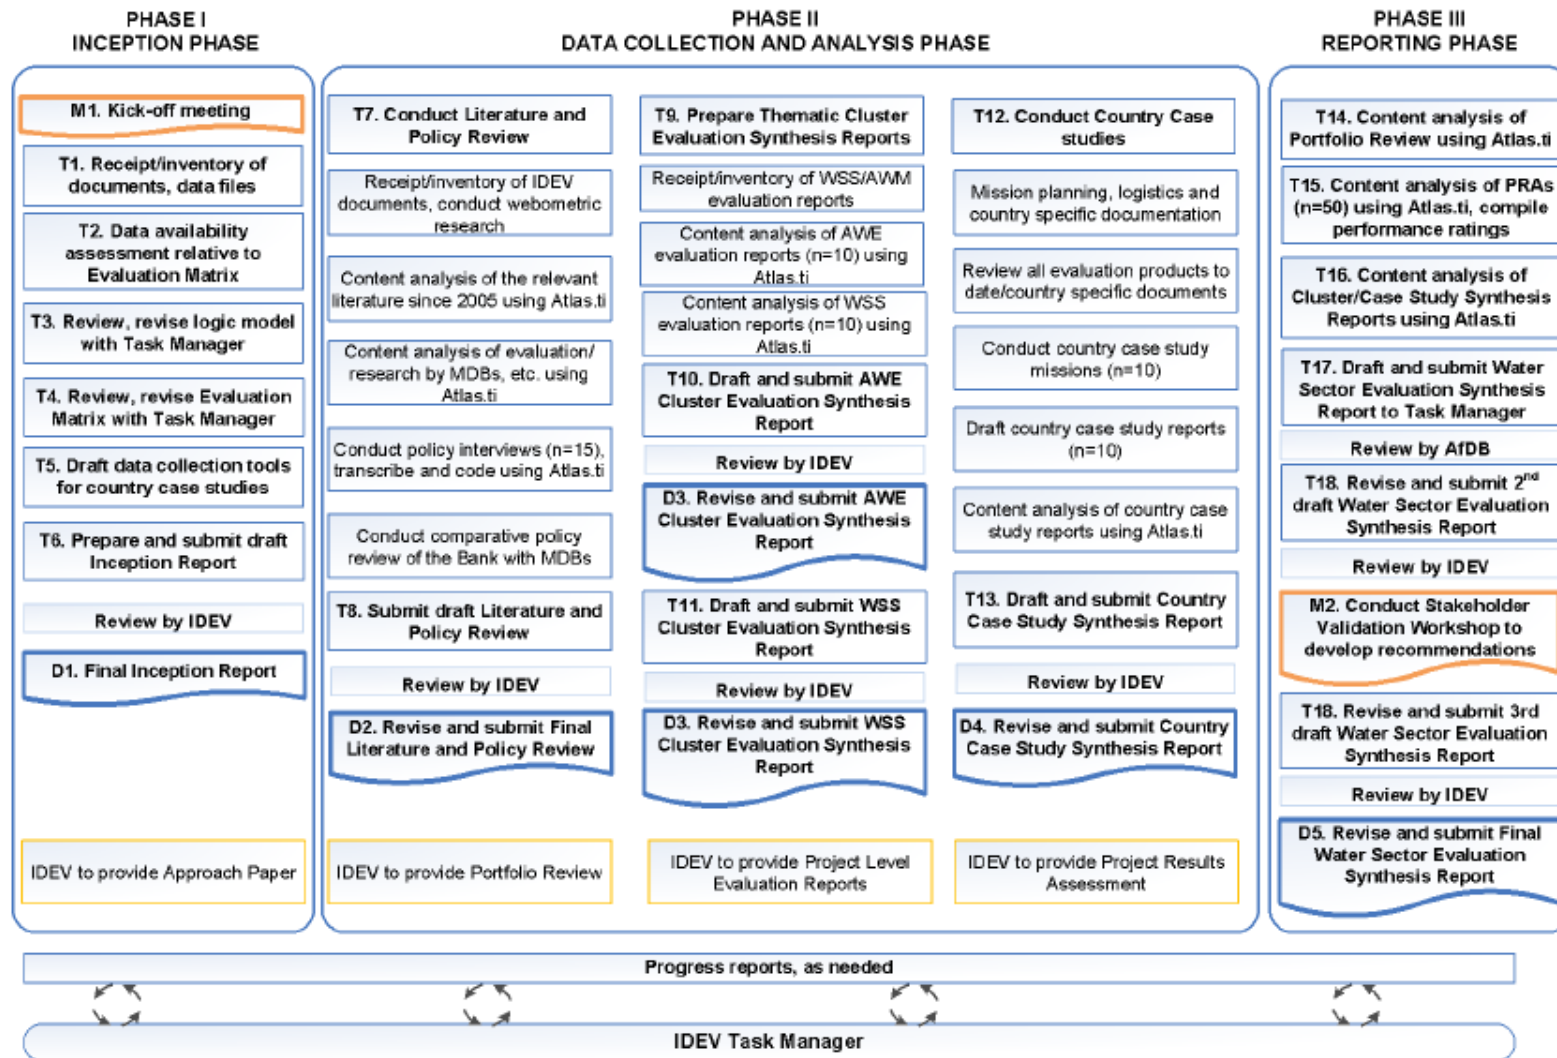 PHASE I
INCEPTION PHASE
M1. Kick-off meeting
T1. Receipt/inventory of
documents, data files
T2. Data availability
assessment relative to
Evaluation Matrix
T3. Review, revise logic model
with Task Manager
T4. Review, revise Evaluation
Matrix with Task Manager
T5. Draft data collection tools
for country case studies
T6. Prepare and submit draft
Inception Report
Review by IDEV
D1. Final Inception Report
IDEV to provide Approach Paper
PHASE II
DATA COLLECTION AND ANALYSIS PHASE
T7. Conduct Literature and
Policy Review
Receipt/inventory of IDEV
documents, conduct webometric
research
Content analysis of the relevant
literature since 2005 using Atlas.ti
Content analysis of evaluation/
research by MDBs, etc. using
Atlas.ti
Conduct policy interviews (n=15),
transcribe and code using Atlas.ti
Conduct comparative policy
review of the Bank with MDBs
T8. Submit draft Literature and
Policy Review
Review by IDEV
D2. Revise and submit Final
Literature and Policy Review
IDEV to provide Portfolio Review
T9. Prepare Thematic Cluster
Evaluation Synthesis Reports
Receipt/inventory of WSS/AWM
evaluation reports
Content analysis of AWE
evaluation reports (n=10) using
Atlas.ti
Content analysis of WSS
evaluation reports (n=10) using
Atlas.ti
T10. Draft and submit AWE
Cluster Evaluation Synthesis
Report
Review by IDEV
D3. Revise and submit AWE
Cluster Evaluation Synthesis
Report
T11. Draft and submit WSS
Cluster Evaluation Synthesis
Report
Review by IDEV
D3. Revise and submit WSS
Cluster Evaluation Synthesis
Report
IDEV to provide Project Level
Evaluation Reports
T12. Conduct Country Case
studies
Mission planning, logistics and
country specific documentation
Review all evaluation products to
date/country specific documents
Conduct country case study
missions (n=10)
Draft country case study reports
(n=10)
Content analysis of country case
study reports using Atlas.ti
T13. Draft and submit Country
Case Study Synthesis Report
Review by IDEV
D4. Revise and submit Country
Case Study Synthesis Report
IDEV to provide Project Results
Assessment
PHASE III
REPORTING PHASE
T14. Content analysis of
Portfolio Review using Atlas.ti
T15. Content analysis of PRAs
(n=50) using Atlas.ti, compile
performance ratings
T16. Content analysis of
Cluster/Case Study Synthesis
Reports using Atlas.ti
T17. Draft and submit Water
Sector Evaluation Synthesis
Report to Task Manager
Review by AfDB
T18. Revise and submit 2nd
draft Water Sector Evaluation
Synthesis Report
Review by IDEV
M2. Conduct Stakeholder
Validation Workshop to
develop recommendations
T18. Revise and submit 3rd
draft Water Sector Evaluation
Synthesis Report
Review by IDEV
D5. Revise and submit Final
Water Sector Evaluation
Synthesis Report
Progress reports, as needed
IDEV Task Manager